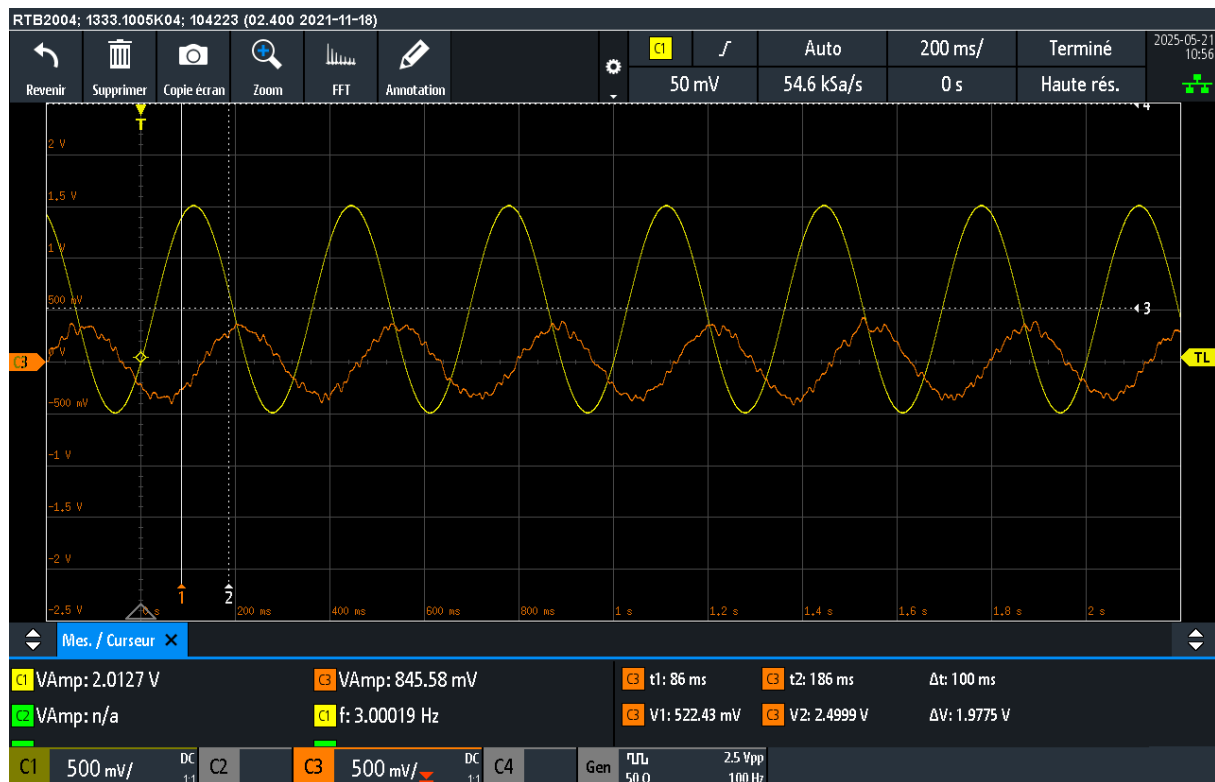 RTB2004; 1333.1005K04; 104223 (02.400 2021-11-18)
Revenir Supprimer Copie écran Zoom FFT Annotation
C1 Auto 200 ms/ Terminé 2025-05-21
50 mV 54.6 kSa/s 0 s Haute rés. 10:56
T
4
2 V
1.5 V
1 V
500 mV
3
0 V
C3
TL
-500 mV
-1 V
-1.5 V
-2 V
1 2
-2.5 V 0 s 200 ms 400 ms 600 ms 800 ms 1 s 1.2 s 1.4 s 1.6 s 1.8 s 2 s
Mes. / Curseur X
C1 VAmp: 2.0127 V C3 VAmp: 845.58 mV C3 t1: 86 ms C3 t2: 186 ms Δt: 100 ms
C2 VAmp: n/a C1 f: 3.00019 Hz C3 V1: 522.43 mV C3 V2: 2.4999 V ΔV: 1.9775 V
C1 500 mV/ DC 1:1 C2 C3 500 mV/ DC 1:1 C4 Gen 2.5 Vpp
50 Ω 100 Hz